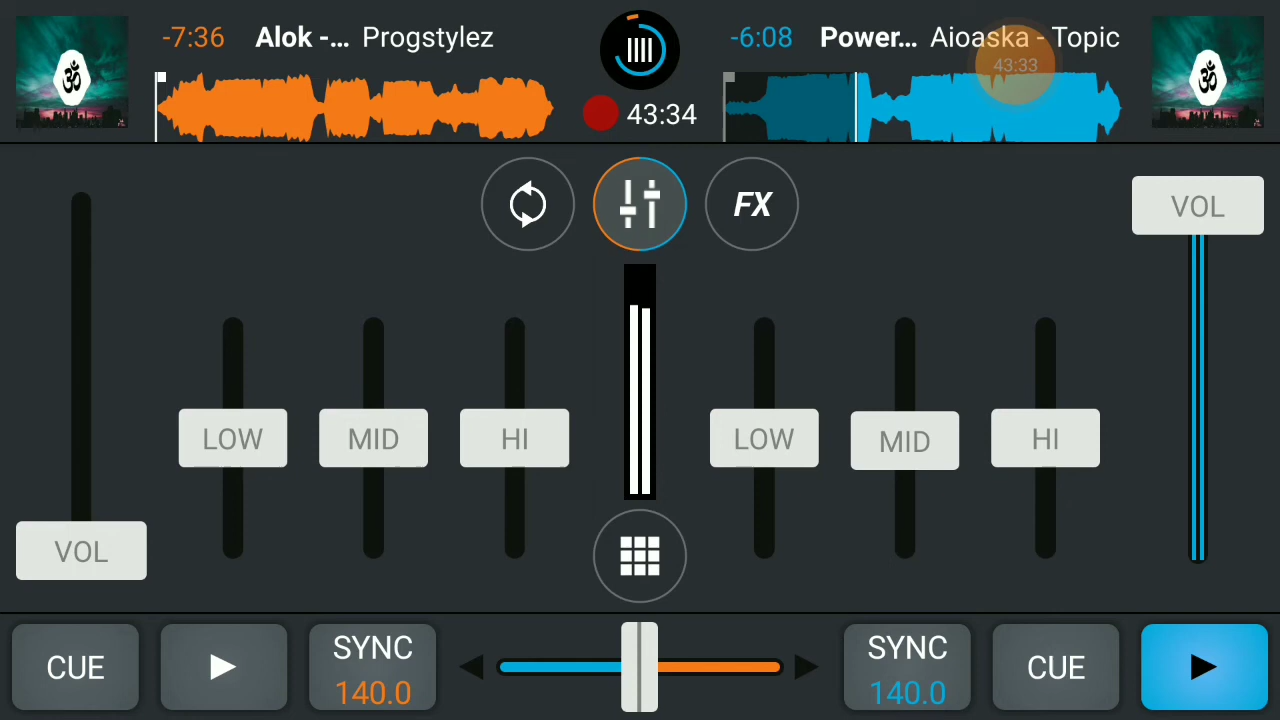 -7:36 Alok -... Progstylez
-6:08 Power... Aioaska - Topic
43:33
43:34
ॐ
ॐ
FX
VOL
LOW MID HI
LOW MID HI
VOL
CUE
SYNC
140.0
SYNC
140.0
CUE